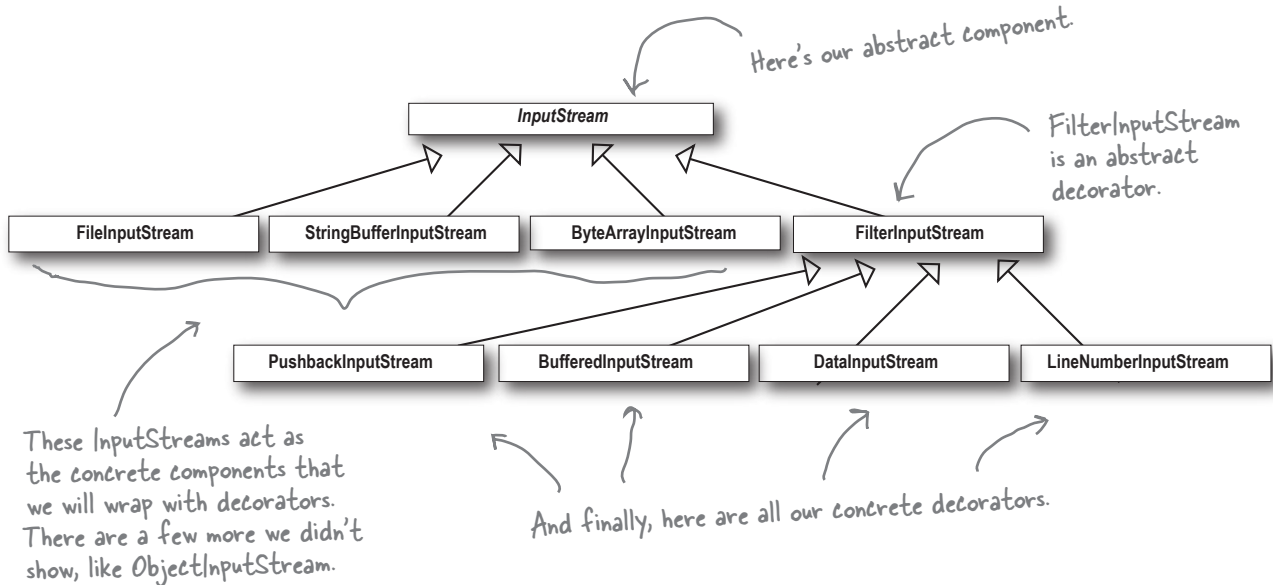 Here's our abstract component.
InputStream
FilterInputStream
is an abstract
decorator.
FileInputStream
StringBufferInputStream
ByteArrayInputStream
FilterInputStream
PushbackInputStream
BufferedInputStream
DataInputStream
LineNumberInputStream
These InputStreams act as
the concrete components that
we will wrap with decorators.
There are a few more we didn't
show, like ObjectInputStream.
And finally, here are all our concrete decorators.